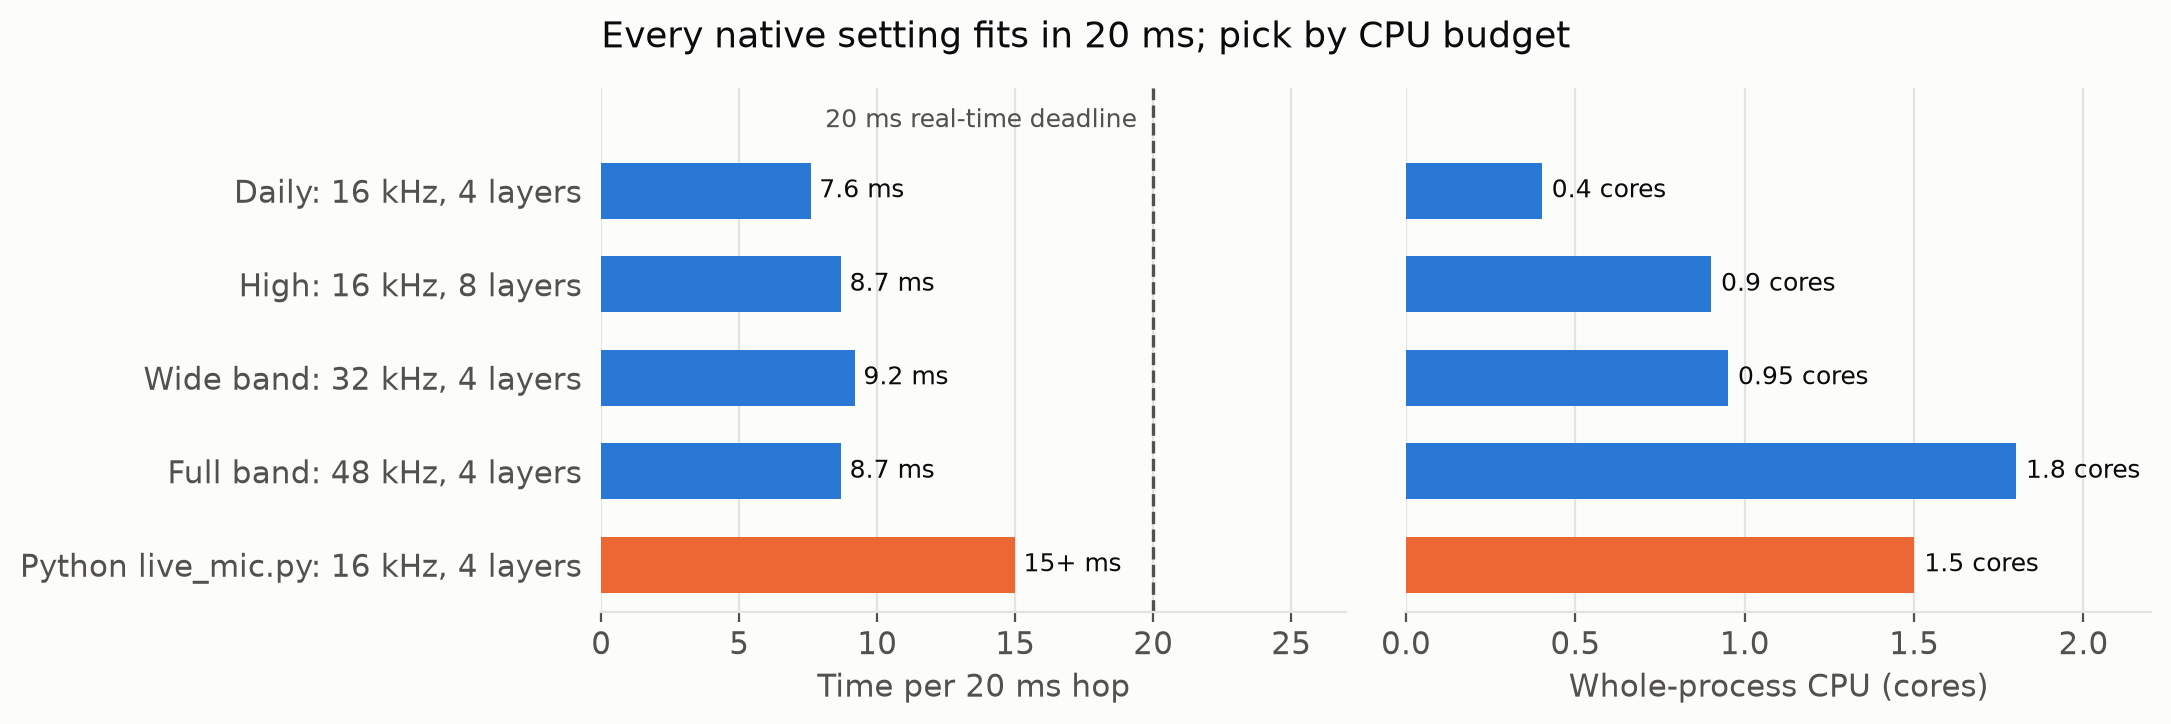 Every native setting fits in 20 ms; pick by CPU budget
20 ms real-time deadline
Daily: 16 kHz, 4 layers
7.6 ms
0.4 cores
High: 16 kHz, 8 layers
8.7 ms
0.9 cores
Wide band: 32 kHz, 4 layers
9.2 ms
0.95 cores
Full band: 48 kHz, 4 layers
8.7 ms
1.8 cores
Python live_mic.py: 16 kHz, 4 layers
15+ ms
1.5 cores
0 5 10 15 20 25
0.0 0.5 1.0 1.5 2.0
Time per 20 ms hop
Whole-process CPU (cores)